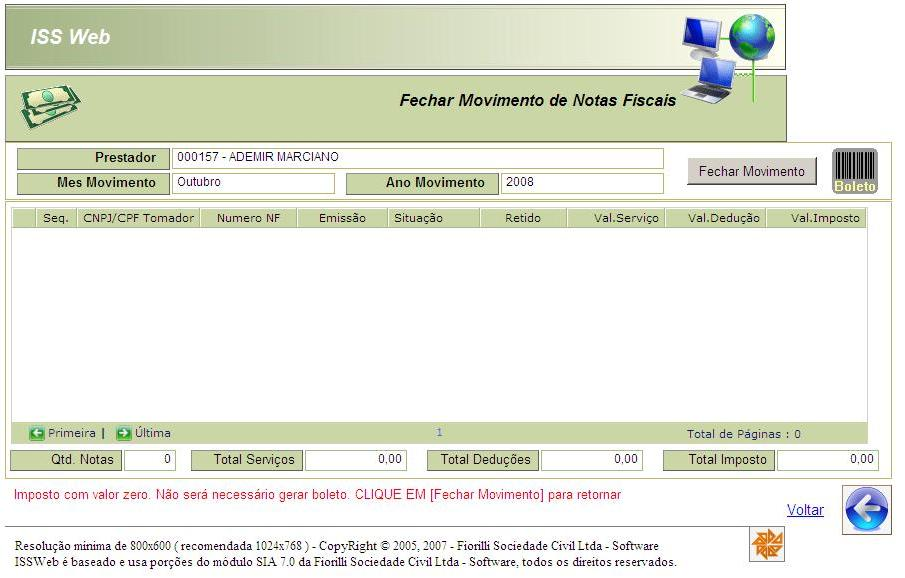 ISS Web
Fechar Movimento de Notas Fiscais
Prestador 000157 - ADEMIR MARCIANO
Fechar Movimento
Boleto
Mes Movimento Outubro Ano Movimento 2008
Seq. CNPJ/CPF Tomador Numero NF Emissão Situação Retido Val.Serviço Val.Dedução Val.Imposto
Primeira | Última 1 Total de Páginas : 0
Qtd. Notas 0 Total Serviços 0,00 Total Deduções 0,00 Total Imposto 0,00
Imposto com valor zero. Não será necessário gerar boleto. CLIQUE EM [Fechar Movimento] para retornar
Voltar
Resolução minima de 800x600 ( recomendada 1024x768 ) - CopyRight © 2005, 2007 - Fiorilli Sociedade Civil Ltda - Software
ISSWeb é baseado e usa porções do módulo SIA 7.0 da Fiorilli Sociedade Civil Ltda - Software, todos os direitos reservados.